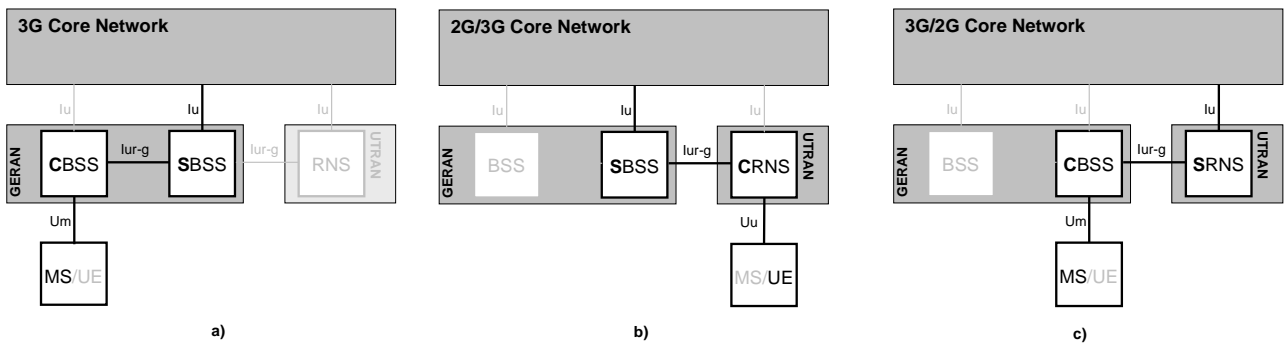 3G Core Network
Iu
Iu
Iu
GERAN
CBSS
Iur-g
SBSS
Iur-g
RNS
UTRAN
Um
MS/UE
a)
2G/3G Core Network
Iu
Iu
Iu
GERAN
BSS
SBSS
Iur-g
CRNS
UTRAN
Uu
MS/UE
b)
3G/2G Core Network
Iu
Iu
Iu
GERAN
BSS
CBSS
Iur-g
SRNS
UTRAN
Um
MS/UE
c)